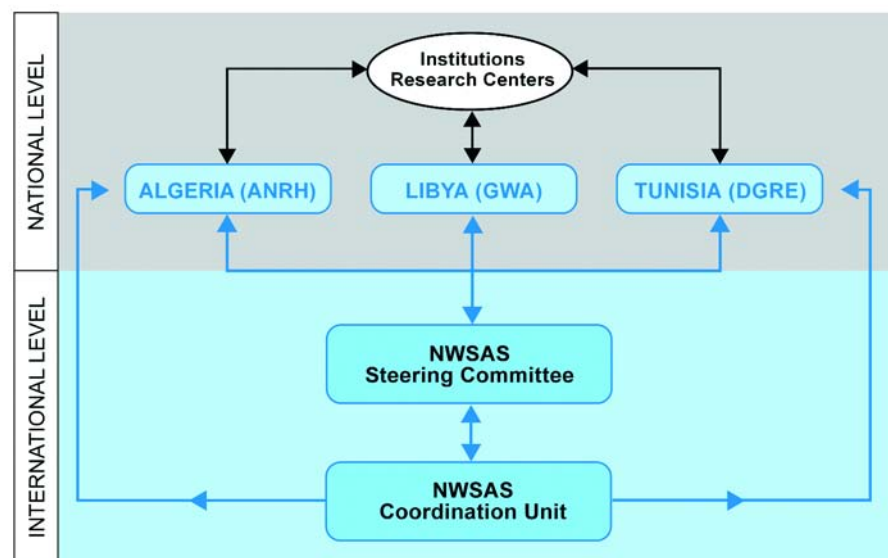 NATIONAL LEVEL
Institutions
Research Centers
ALGERIA (ANRH)
LIBYA (GWA)
TUNISIA (DGRE)
INTERNATIONAL LEVEL
NWSAS
Steering Committee
NWSAS
Coordination Unit